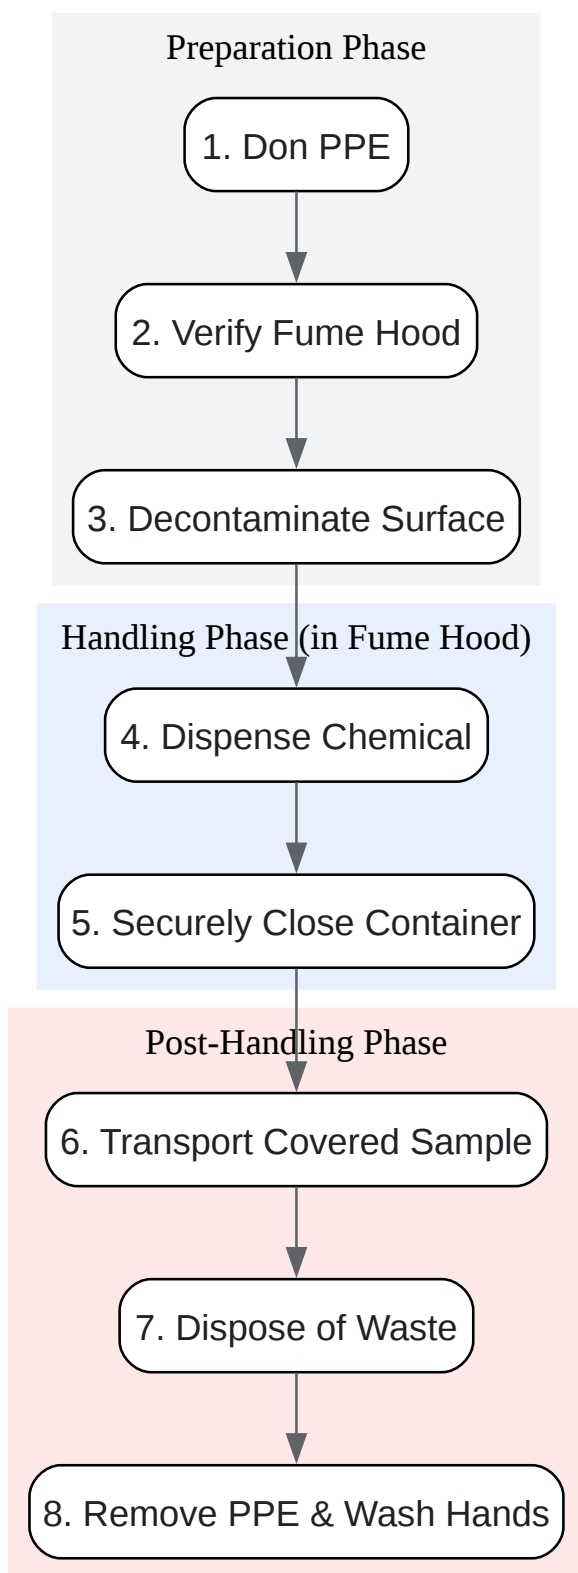 Preparation Phase
1. Don PPE
2. Verify Fume Hood
3. Decontaminate Surface
Handling Phase (in Fume Hood)
4. Dispense Chemical
5. Securely Close Container
Post-Handling Phase
6. Transport Covered Sample
7. Dispose of Waste
8. Remove PPE & Wash Hands